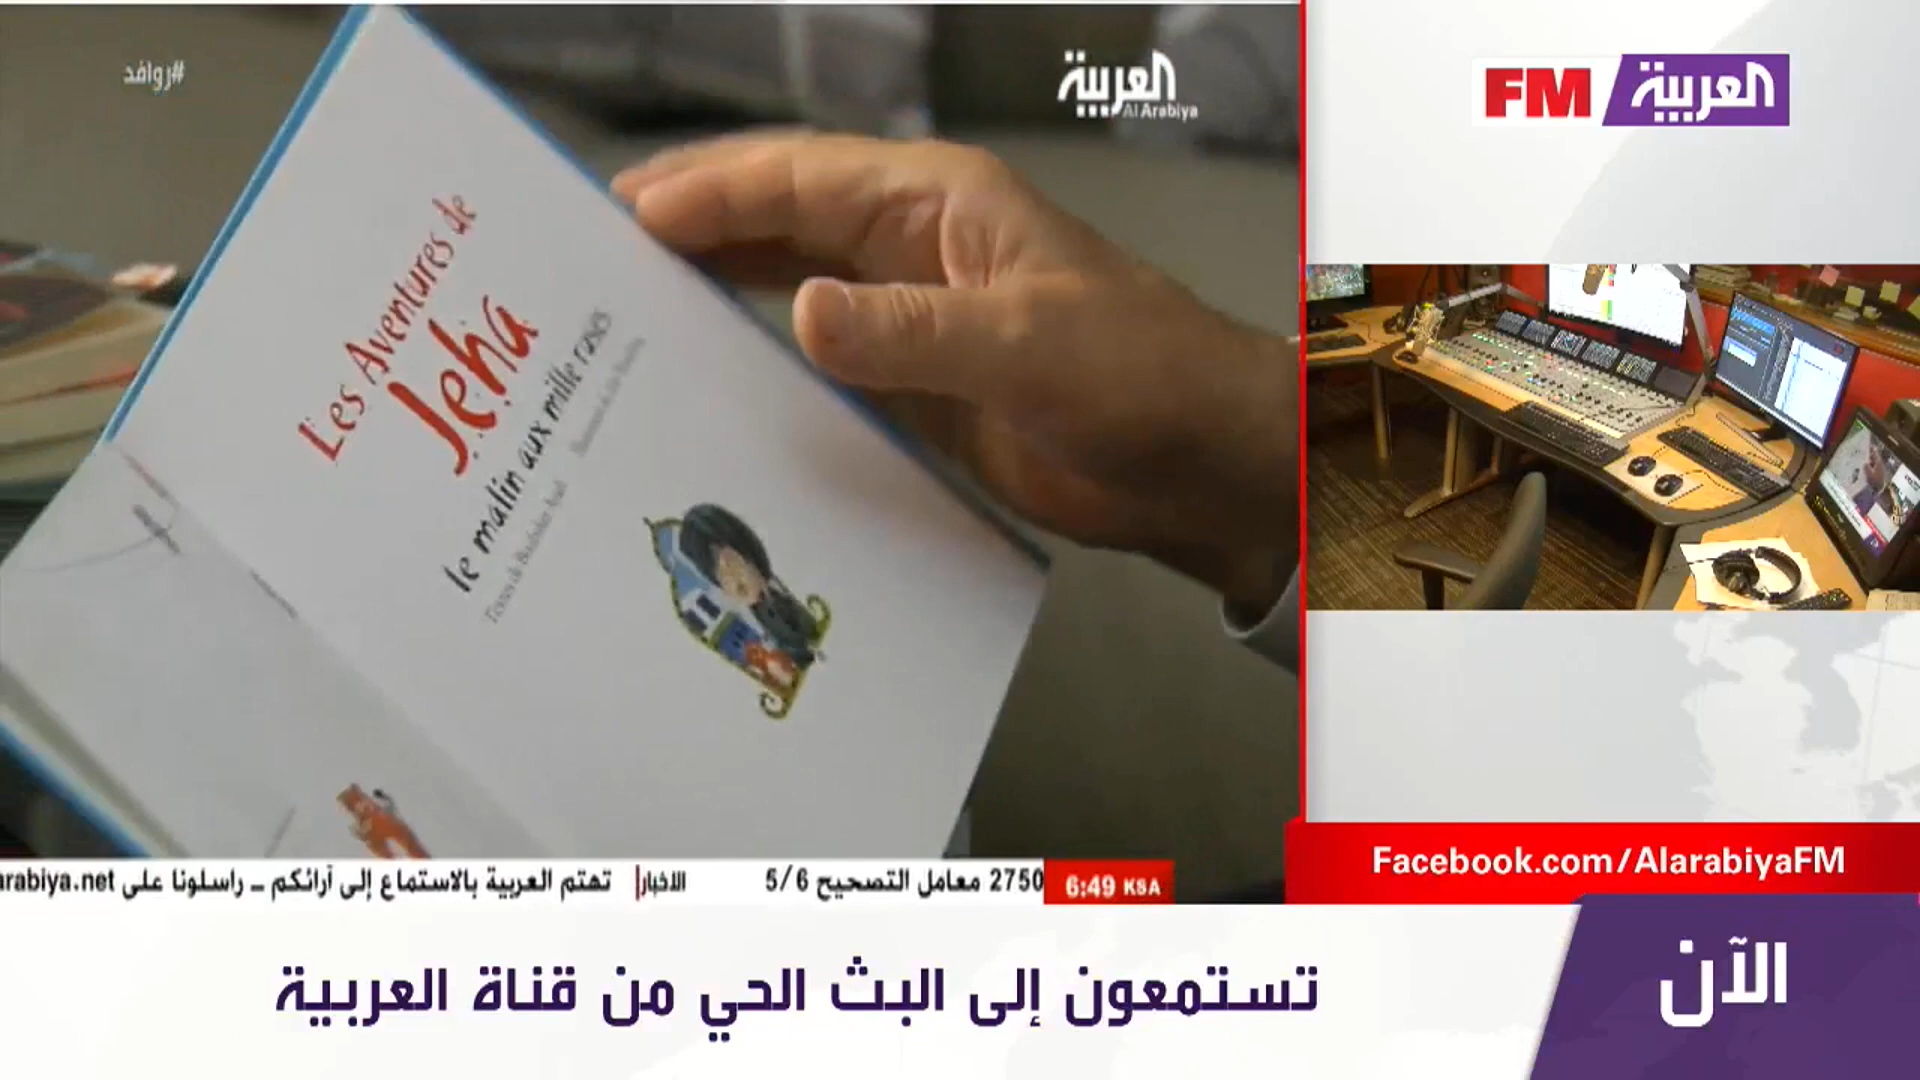 #روافد
العربية
Al Arabiya
FM العربية
Les Aventures de
Jeha
le malin aux mille ruses
Facebook.com/AlarabiyaFM
6:49 KSA
2750 معامل التصحيح 5/6
الأخبار| تهتم العربية بالاستماع إلى آرائكم ــ راسلونا على arabiya.net
الآن
تستمعون إلى البث الحي من قناة العربية